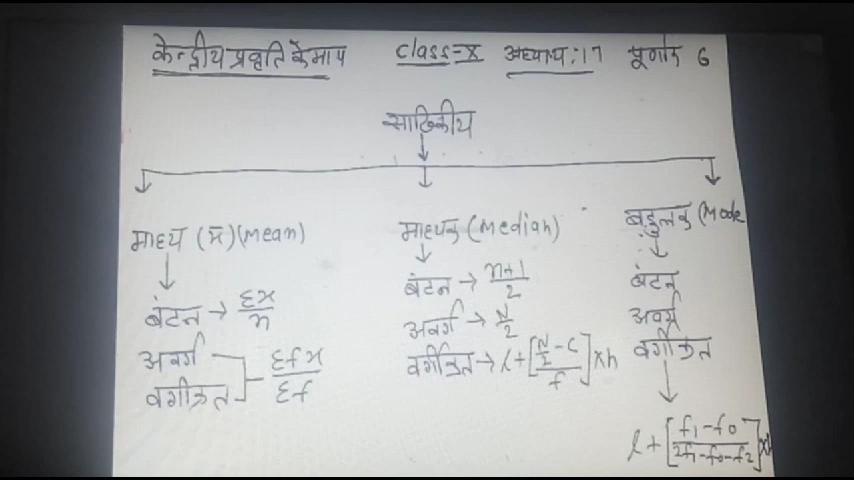 केन्द्रीय प्रवृति के माप class-x अध्याय:17 पूर्णांक 6
सांख्यिकीय
माध्य (x̄)(Mean)
बंटन → Σx/n
अवर्ग
वर्गीकृत - Σfx/Σf
माध्यक (Median)
बंटन → n+1/2
अवर्ग → N/2
वर्गीकृत → l+[N/2-c/f]×h
बहुलक (Mode
बंटन
अवर्ग
वर्गीकृत
l+[f1-f0/2f1-f0-f2]×h